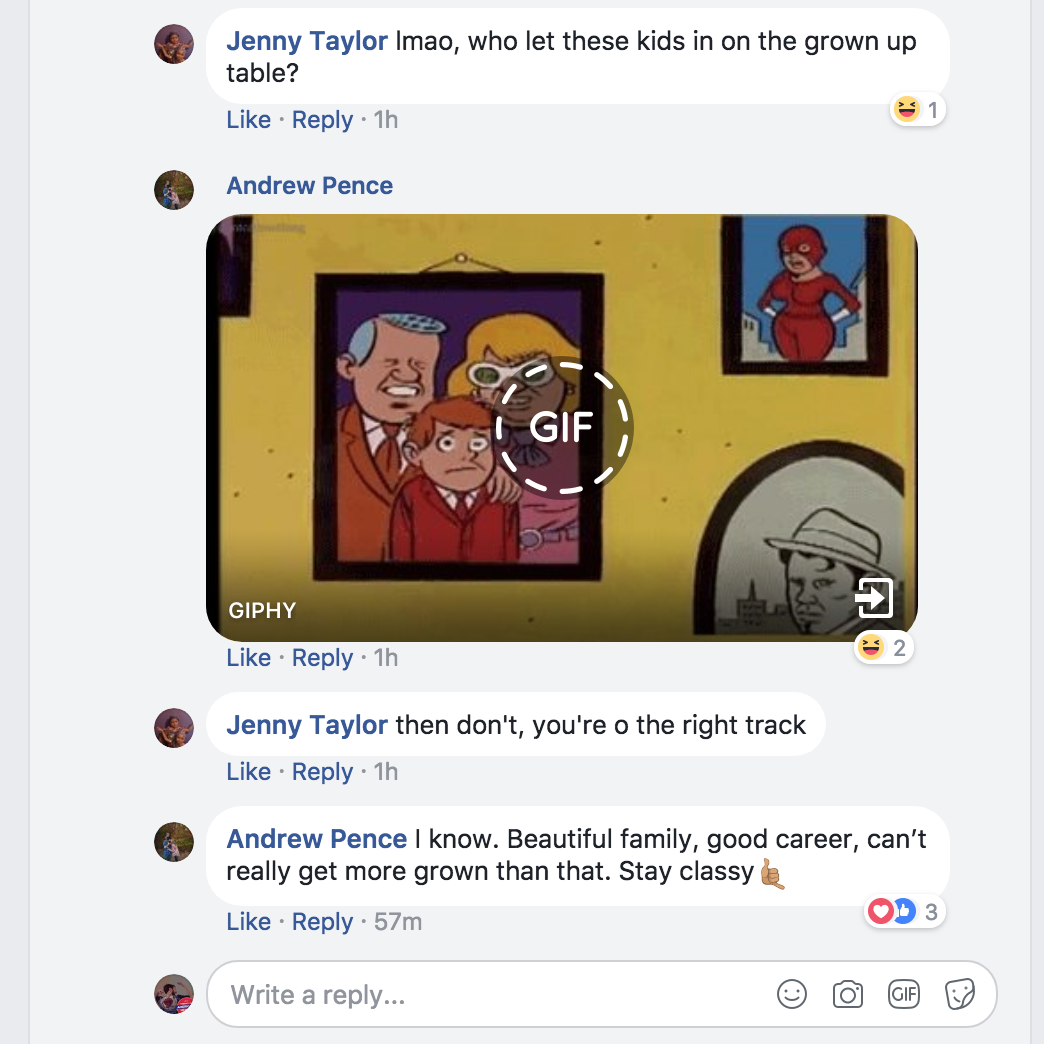 Jenny Taylor lmao, who let these kids in on the grown up
table?
Like · Reply · 1h
1
Andrew Pence
GIF
GIPHY
Like · Reply · 1h
2
Jenny Taylor then don't, you're o the right track
Like · Reply · 1h
Andrew Pence I know. Beautiful family, good career, can't
really get more grown than that. Stay classy
Like · Reply · 57m
3
Write a reply...
GIF